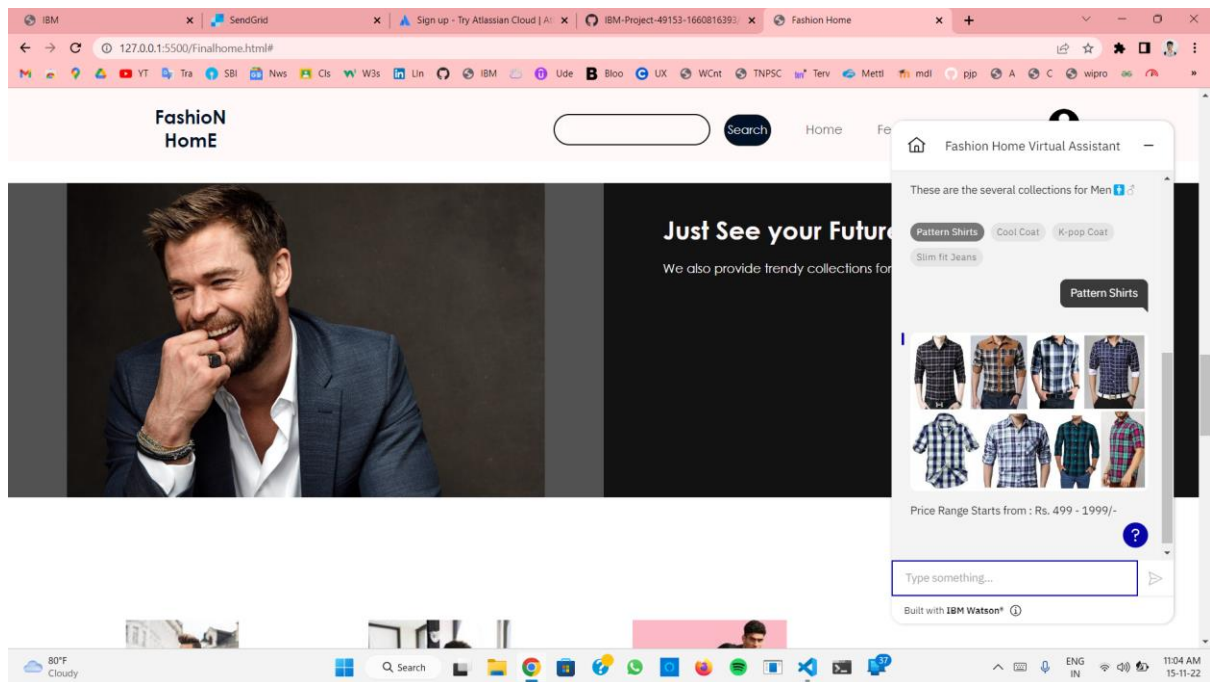 IBM
SendGrid
Sign up - Try Atlassian Cloud | At
IBM-Project-49153-1660816393
Fashion Home
127.0.0.1:5500/Finalhome.html#
YT Tra SBI Nws Cls W3s Lin IBM Ude Bloo UX WCnt TNPSC Terv Mettl mdl pjp A C wipro
FashioN
HomE
Search
Home
Fe
Fashion Home Virtual Assistant
Just See your Future
We also provide trendy collections for
These are the several collections for Men
Pattern Shirts Cool Coat K-pop Coat
Slim fit Jeans
Pattern Shirts
Price Range Starts from : Rs. 499 - 1999/-
?
Type something...
Built with IBM Watson®
80°F
Cloudy
Search
37
ENG
IN
11:04 AM
15-11-22